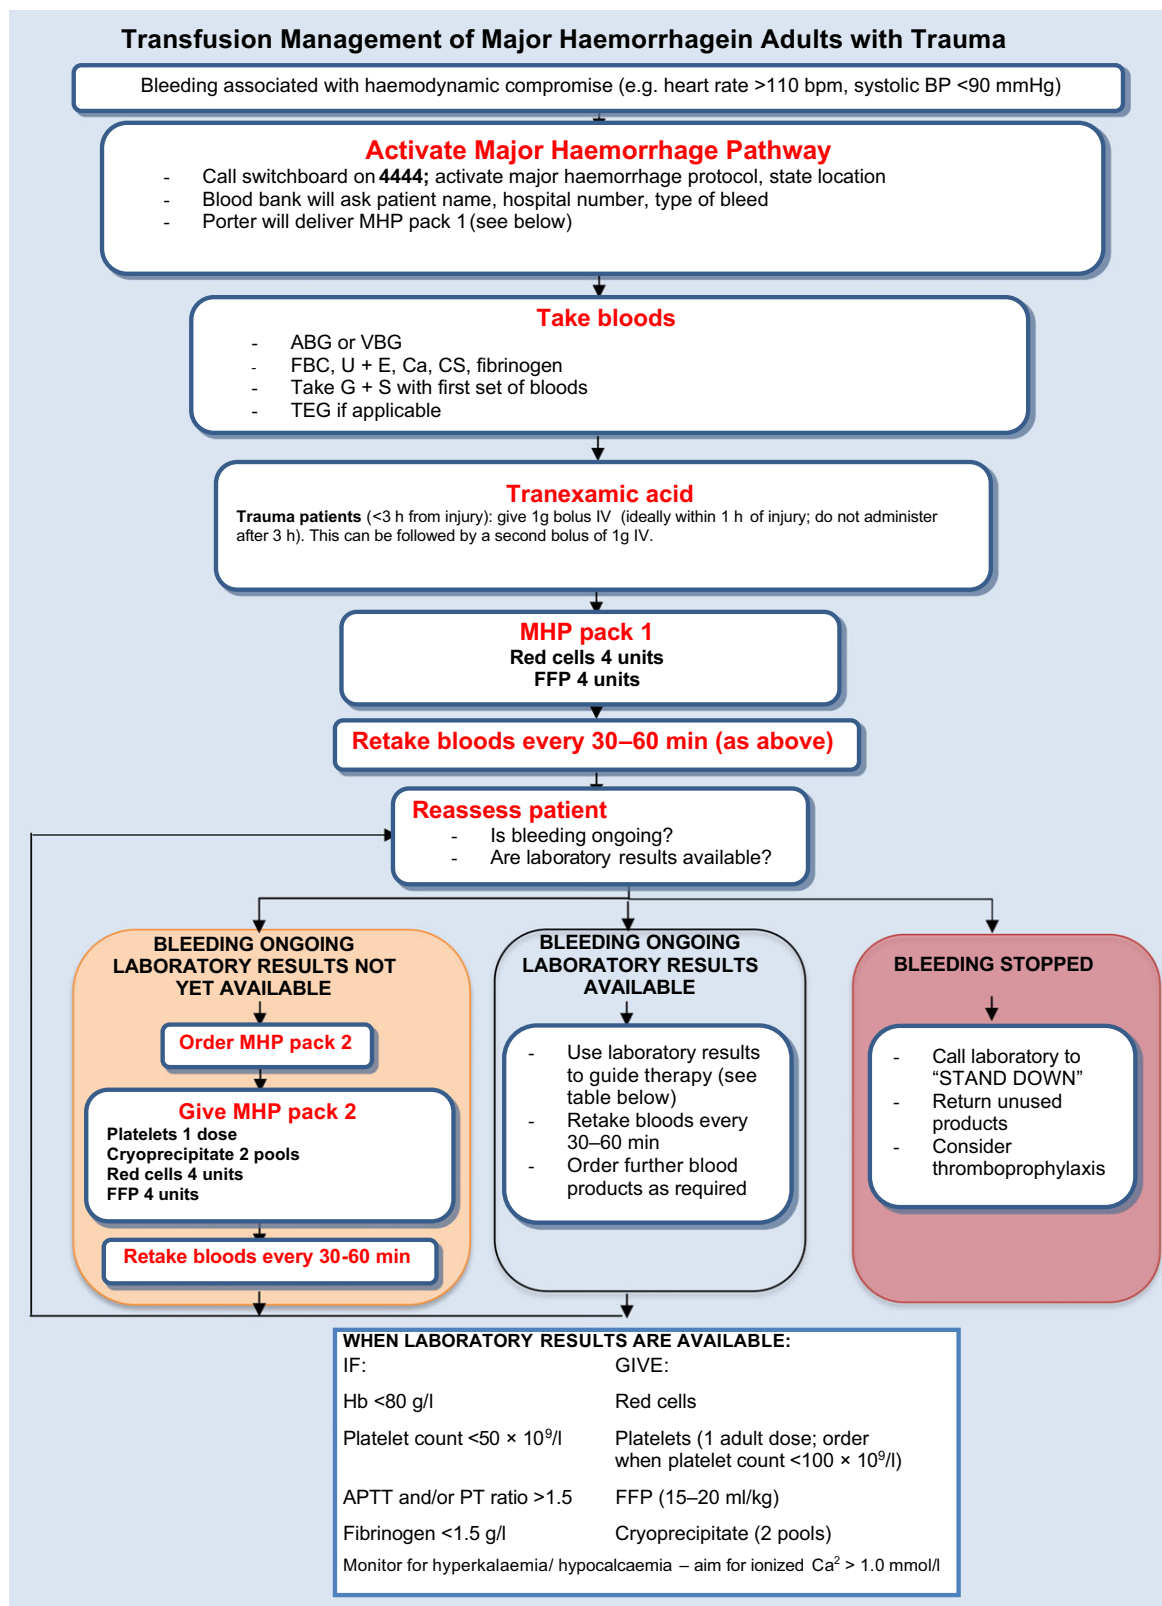 Transfusion Management of Major Haemorrhagein Adults with Trauma
Bleeding associated with haemodynamic compromise (e.g. heart rate >110 bpm, systolic BP <90 mmHg)
Activate Major Haemorrhage Pathway
- Call switchboard on 4444; activate major haemorrhage protocol, state location
- Blood bank will ask patient name, hospital number, type of bleed
- Porter will deliver MHP pack 1 (see below)
Take bloods
- ABG or VBG
- FBC, U + E, Ca, CS, fibrinogen
- Take G + S with first set of bloods
- TEG if applicable
Tranexamic acid
Trauma patients (<3 h from injury): give 1g bolus IV (ideally within 1 h of injury; do not administer
after 3 h). This can be followed by a second bolus of 1g IV.
MHP pack 1
Red cells 4 units
FFP 4 units
Retake bloods every 30–60 min (as above)
Reassess patient
- Is bleeding ongoing?
- Are laboratory results available?
BLEEDING ONGOING
LABORATORY RESULTS NOT
YET AVAILABLE
Order MHP pack 2
Give MHP pack 2
Platelets 1 dose
Cryoprecipitate 2 pools
Red cells 4 units
FFP 4 units
Retake bloods every 30-60 min
BLEEDING ONGOING
LABORATORY RESULTS
AVAILABLE
- Use laboratory results
to guide therapy (see
table below)
- Retake bloods every
30–60 min
- Order further blood
products as required
BLEEDING STOPPED
- Call laboratory to
“STAND DOWN”
- Return unused
products
- Consider
thromboprophylaxis
WHEN LABORATORY RESULTS ARE AVAILABLE:
IF: GIVE:
Hb <80 g/l Red cells
Platelet count <50 × 10⁹/l Platelets (1 adult dose; order
when platelet count <100 × 10⁹/l)
APTT and/or PT ratio >1.5 FFP (15–20 ml/kg)
Fibrinogen <1.5 g/l Cryoprecipitate (2 pools)
Monitor for hyperkalaemia/ hypocalcaemia – aim for ionized Ca² > 1.0 mmol/l